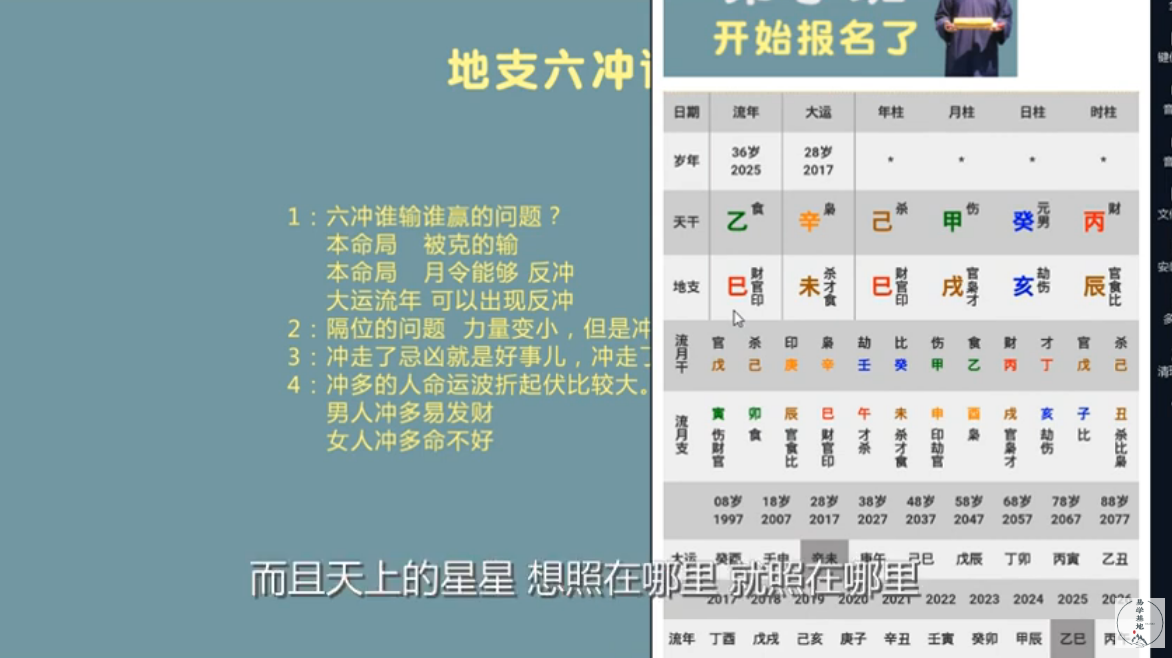 地支六冲
1：六冲谁输谁赢的问题？
本命局 被克的输
本命局 月令能够 反冲
大运流年 可以出现反冲
2：隔位的问题 力量变小，但是冲
3：冲走了忌凶就是好事儿，冲走了
4：冲多的人命运波折起伏比较大。
男人冲多易发财
女人冲多命不好
开始报名了
日期 流年 大运 年柱 月柱 日柱 时柱
岁年 36岁 2025 28岁 2017 * * * *
天干 乙 食 辛 枭 己 杀 甲 伤 癸 元男 丙 财
地支 巳 财官印 未 杀才食 巳 财官印 戌 官枭才 亥 劫伤 辰 官食比
流月干 官 杀 印 枭 劫 比 伤 食 财 才 官 杀
戊 己 庚 辛 壬 癸 甲 乙 丙 丁 戊 己
流月支 寅 卯 辰 巳 午 未 申 酉 戌 亥 子 丑
伤财官 食 官食比 财官印 才杀 杀才食 印劫官 枭 官枭才 劫伤 比 杀比枭
08岁 18岁 28岁 38岁 48岁 58岁 68岁 78岁 88岁
1997 2007 2017 2027 2037 2047 2057 2067 2077
大运 癸酉 壬申 辛未 庚午 己巳 戊辰 丁卯 丙寅 乙丑
2017 2018 2019 2020 2021 2022 2023 2024 2025 2026
流年 丁酉 戊戌 己亥 庚子 辛丑 壬寅 癸卯 甲辰 乙巳 丙
而且天上的星星 想照在哪里 就照在哪里
易学基地